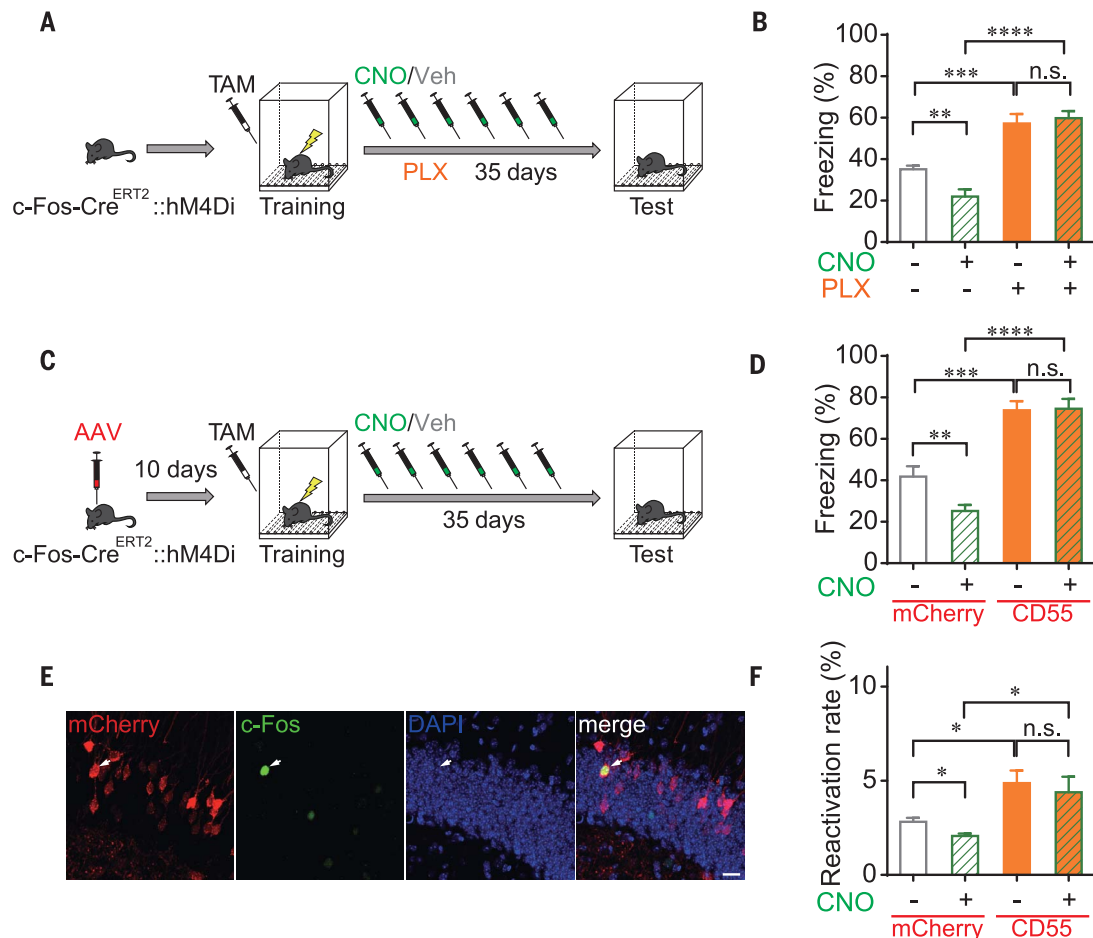 A
TAM
CNO/Veh
PLX 35 days
c-Fos-Cre^ERT2 ::hM4Di
Training
Test
B
Freezing (%)
100
80
60
40
20
0
****
***
n.s.
**
CNO - + - +
PLX - - + +
C
AAV
10 days
TAM
CNO/Veh
35 days
c-Fos-Cre^ERT2 ::hM4Di
Training
Test
D
Freezing (%)
100
80
60
40
20
0
****
***
n.s.
**
CNO - + - +
mCherry CD55
E
mCherry
c-Fos
DAPI
merge
F
Reactivation rate (%)
10
5
0
*
*
n.s.
*
CNO - + - +
mCherry CD55